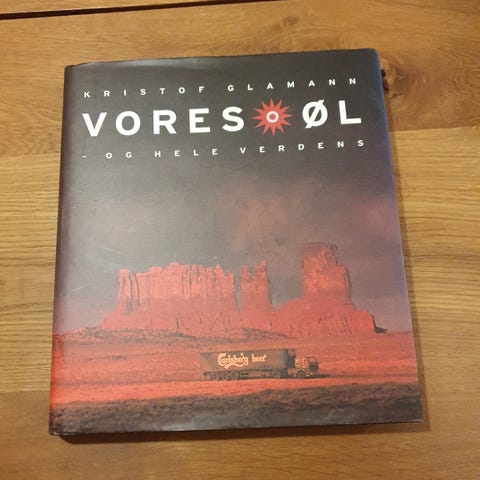 KRISTOF GLAMANN
VORES ØL
- OG HELE VERDENS
Carlsberg beer